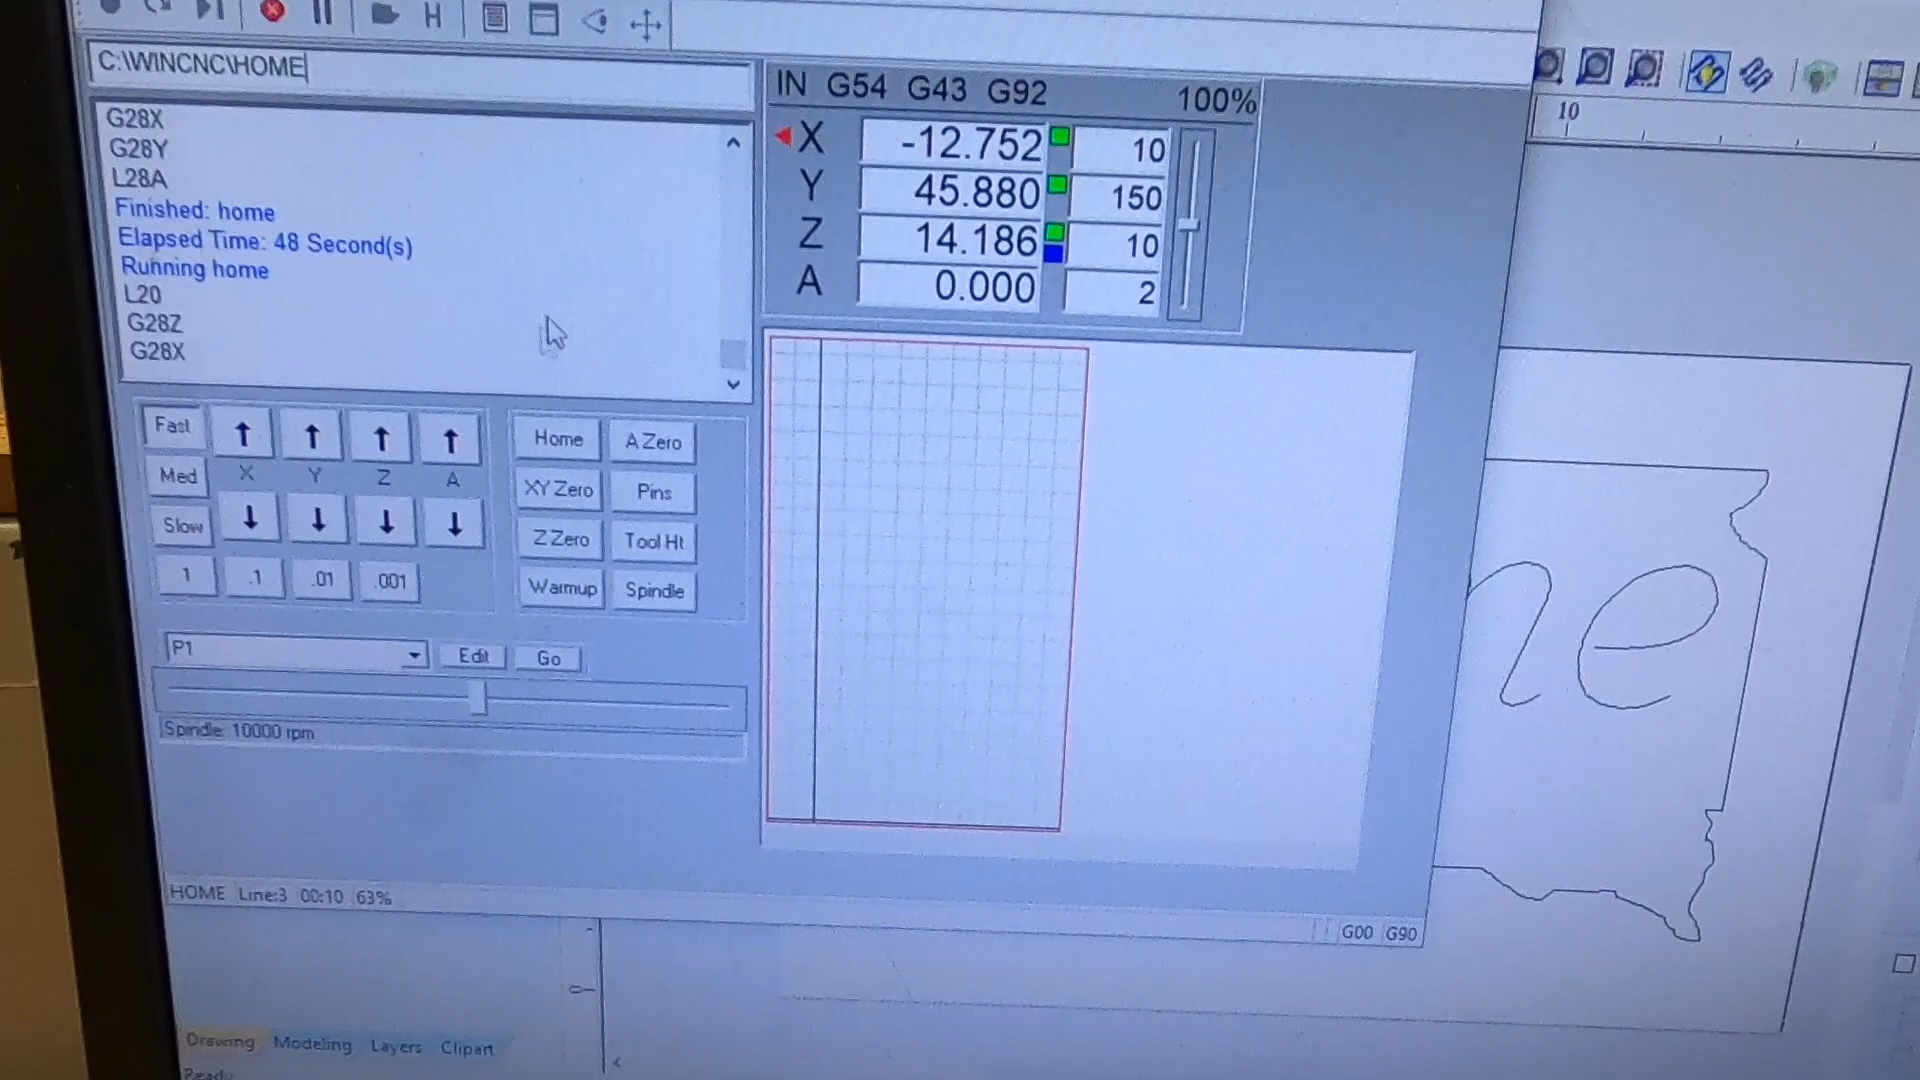 H
C:\WINCNC\HOME
G28X
G28Y
L28A
Finished: home
Elapsed Time: 48 Second(s)
Running home
L20
G28Z
G28X
IN G54 G43 G92 100%
X -12.752 10
Y 45.880 150
Z 14.186 10
A 0.000 2
10
Fast
Med
Slow
X Y Z A
1 .1 .01 .001
Home A Zero
XY Zero Pins
Z Zero Tool Ht
Warmup Spindle
P1 Edit Go
Spindle: 10000 rpm
ne
HOME Line:3 00:10 63%
G00 G90
0
Drawing Modeling Layers Clipart
Ready